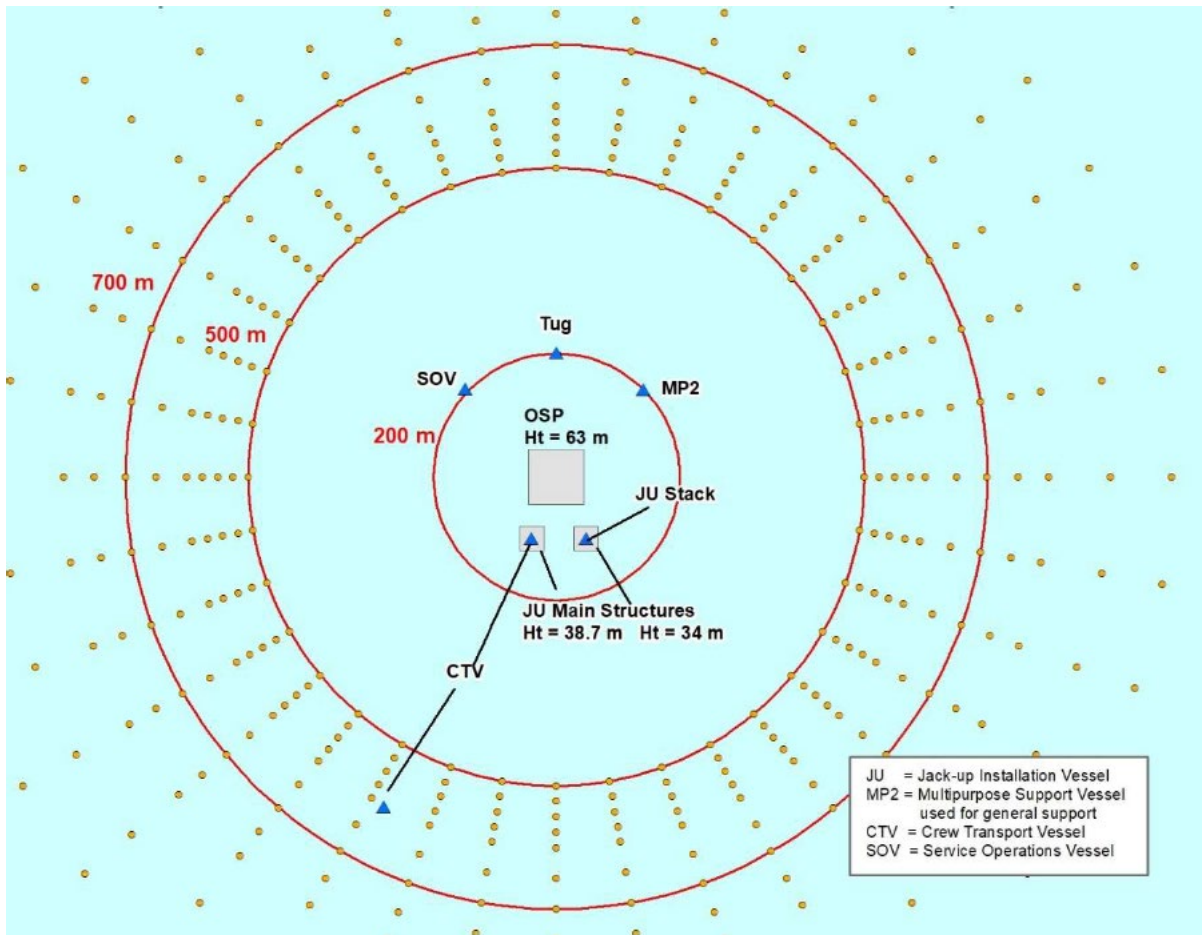 700 m
500 m
Tug
SOV
MP2
OSP
Ht = 63 m
200 m
JU Stack
JU Main Structures
Ht = 38.7 m Ht = 34 m
CTV
JU = Jack-up Installation Vessel
MP2 = Multipurpose Support Vessel
used for general support
CTV = Crew Transport Vessel
SOV = Service Operations Vessel